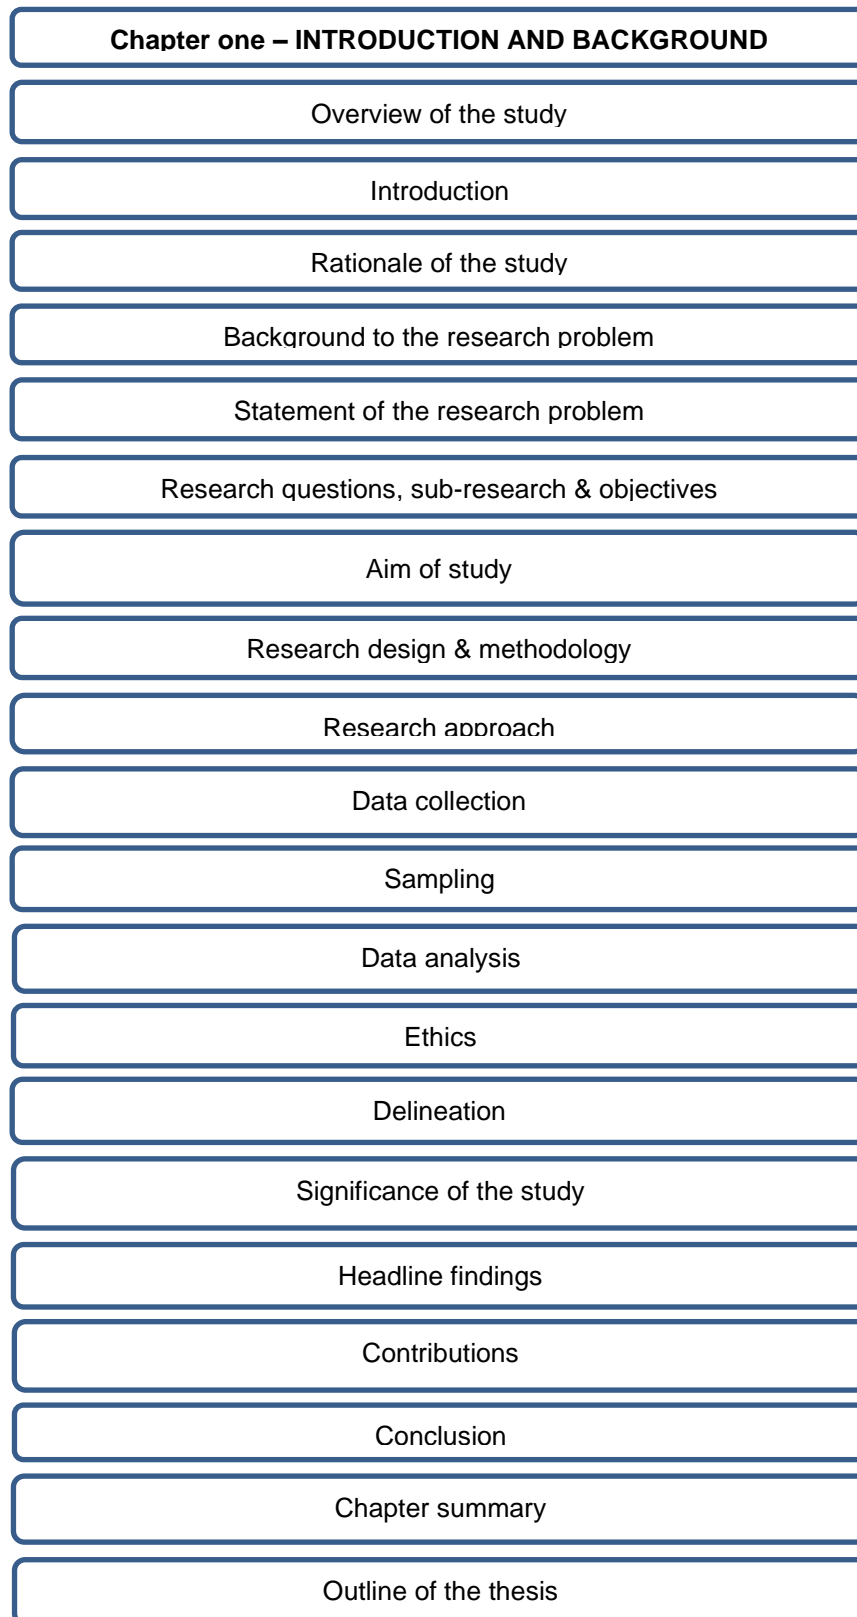 Chapter one – INTRODUCTION AND BACKGROUND
Overview of the study
Introduction
Rationale of the study
Background to the research problem
Statement of the research problem
Research questions, sub-research & objectives
Aim of study
Research design & methodology
Research approach
Data collection
Sampling
Data analysis
Ethics
Delineation
Significance of the study
Headline findings
Contributions
Conclusion
Chapter summary
Outline of the thesis